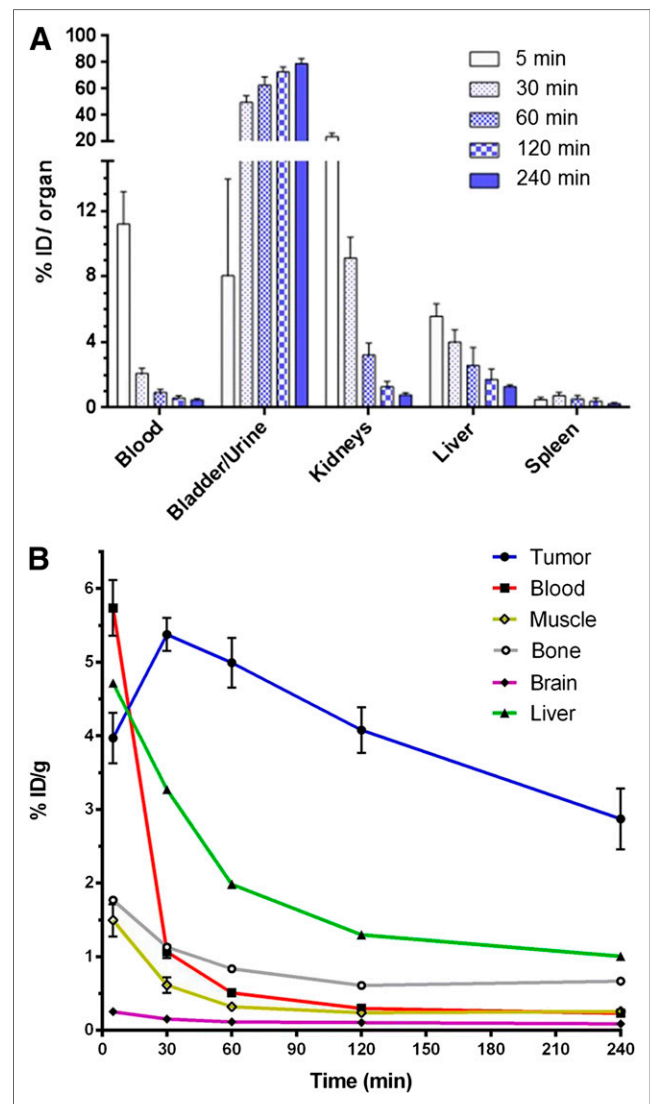 A
% ID/ organ
100
80
60
40
20
12
8
4
0
5 min
30 min
60 min
120 min
240 min
Blood
Bladder/Urine
Kidneys
Liver
Spleen
B
% ID/g
6
5
4
3
2
1
0
Tumor
Blood
Muscle
Bone
Brain
Liver
0 30 60 90 120 150 180 210 240
Time (min)